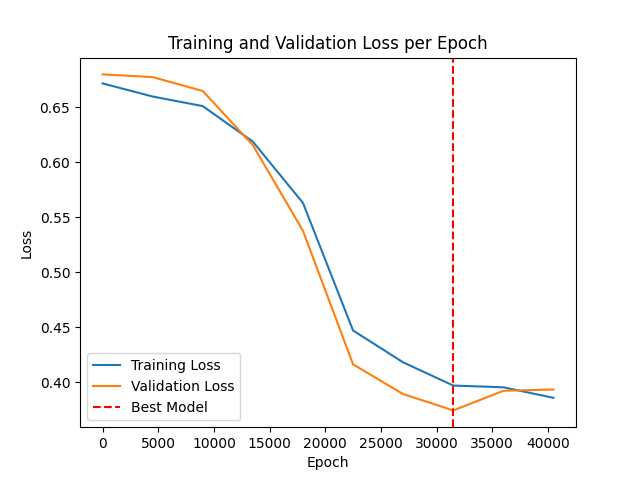 Training and Validation Loss per Epoch
Loss
0.65
0.60
0.55
0.50
0.45
0.40
Training Loss
Validation Loss
Best Model
0 5000 10000 15000 20000 25000 30000 35000 40000
Epoch